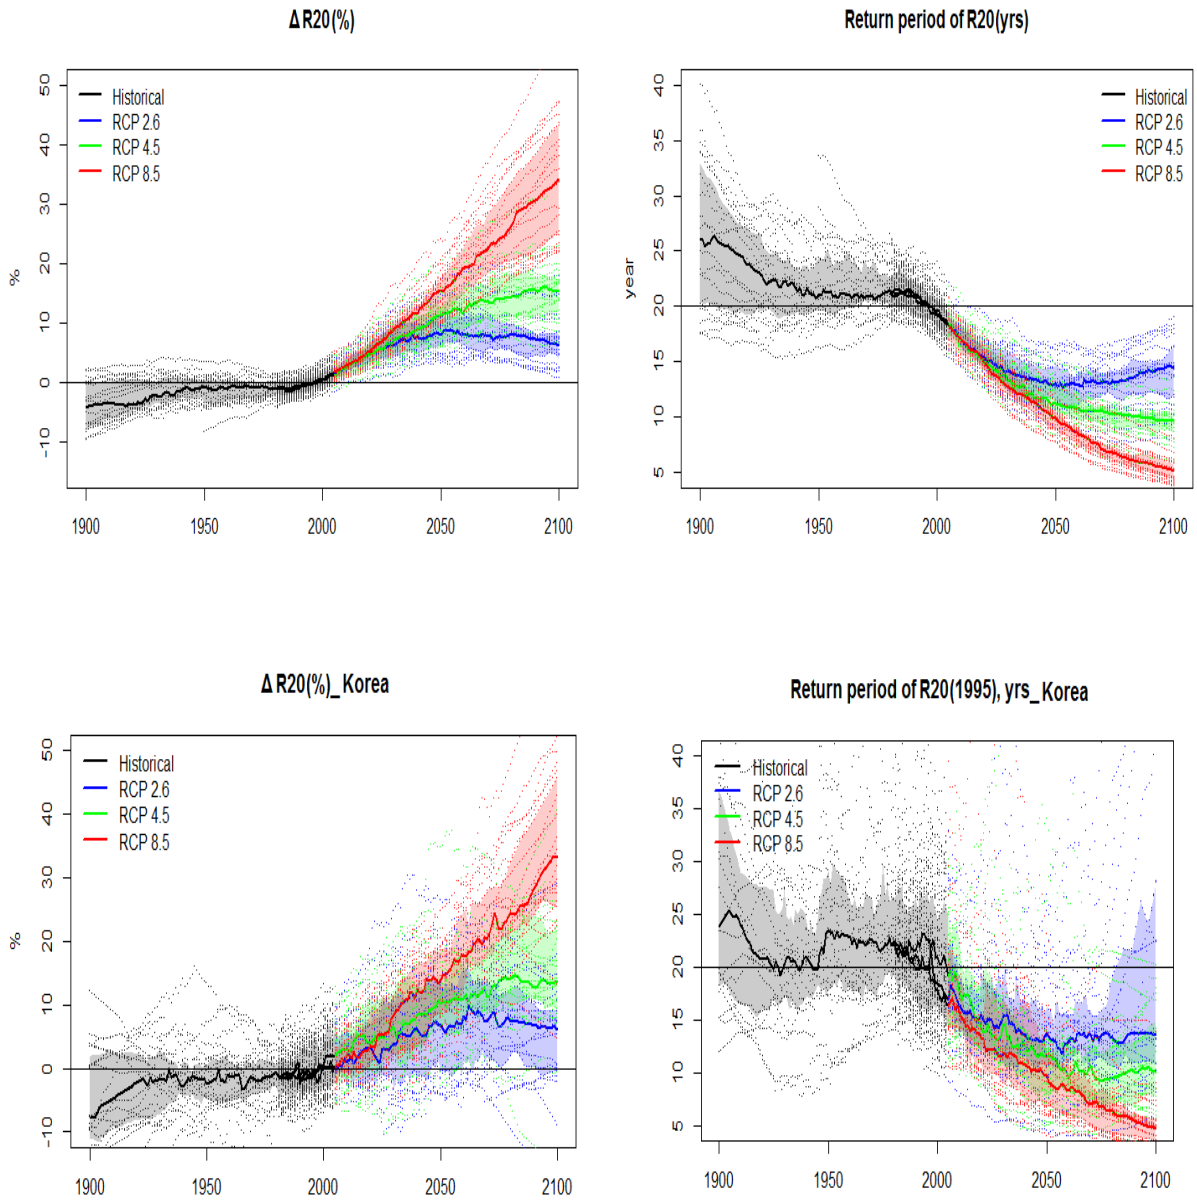 Δ R20(%)
50
40
30
20
10
0
-10
%
Historical
RCP 2.6
RCP 4.5
RCP 8.5
1900 1950 2000 2050 2100
Return period of R20(yrs)
40
35
30
25
20
15
10
5
year
Historical
RCP 2.6
RCP 4.5
RCP 8.5
1900 1950 2000 2050 2100
Δ R20(%)_Korea
50
40
30
20
10
0
-10
%
Historical
RCP 2.6
RCP 4.5
RCP 8.5
1900 1950 2000 2050 2100
Return period of R20(1995), yrs_Korea
40
35
30
25
20
15
10
5
Historical
RCP 2.6
RCP 4.5
RCP 8.5
1900 1950 2000 2050 2100